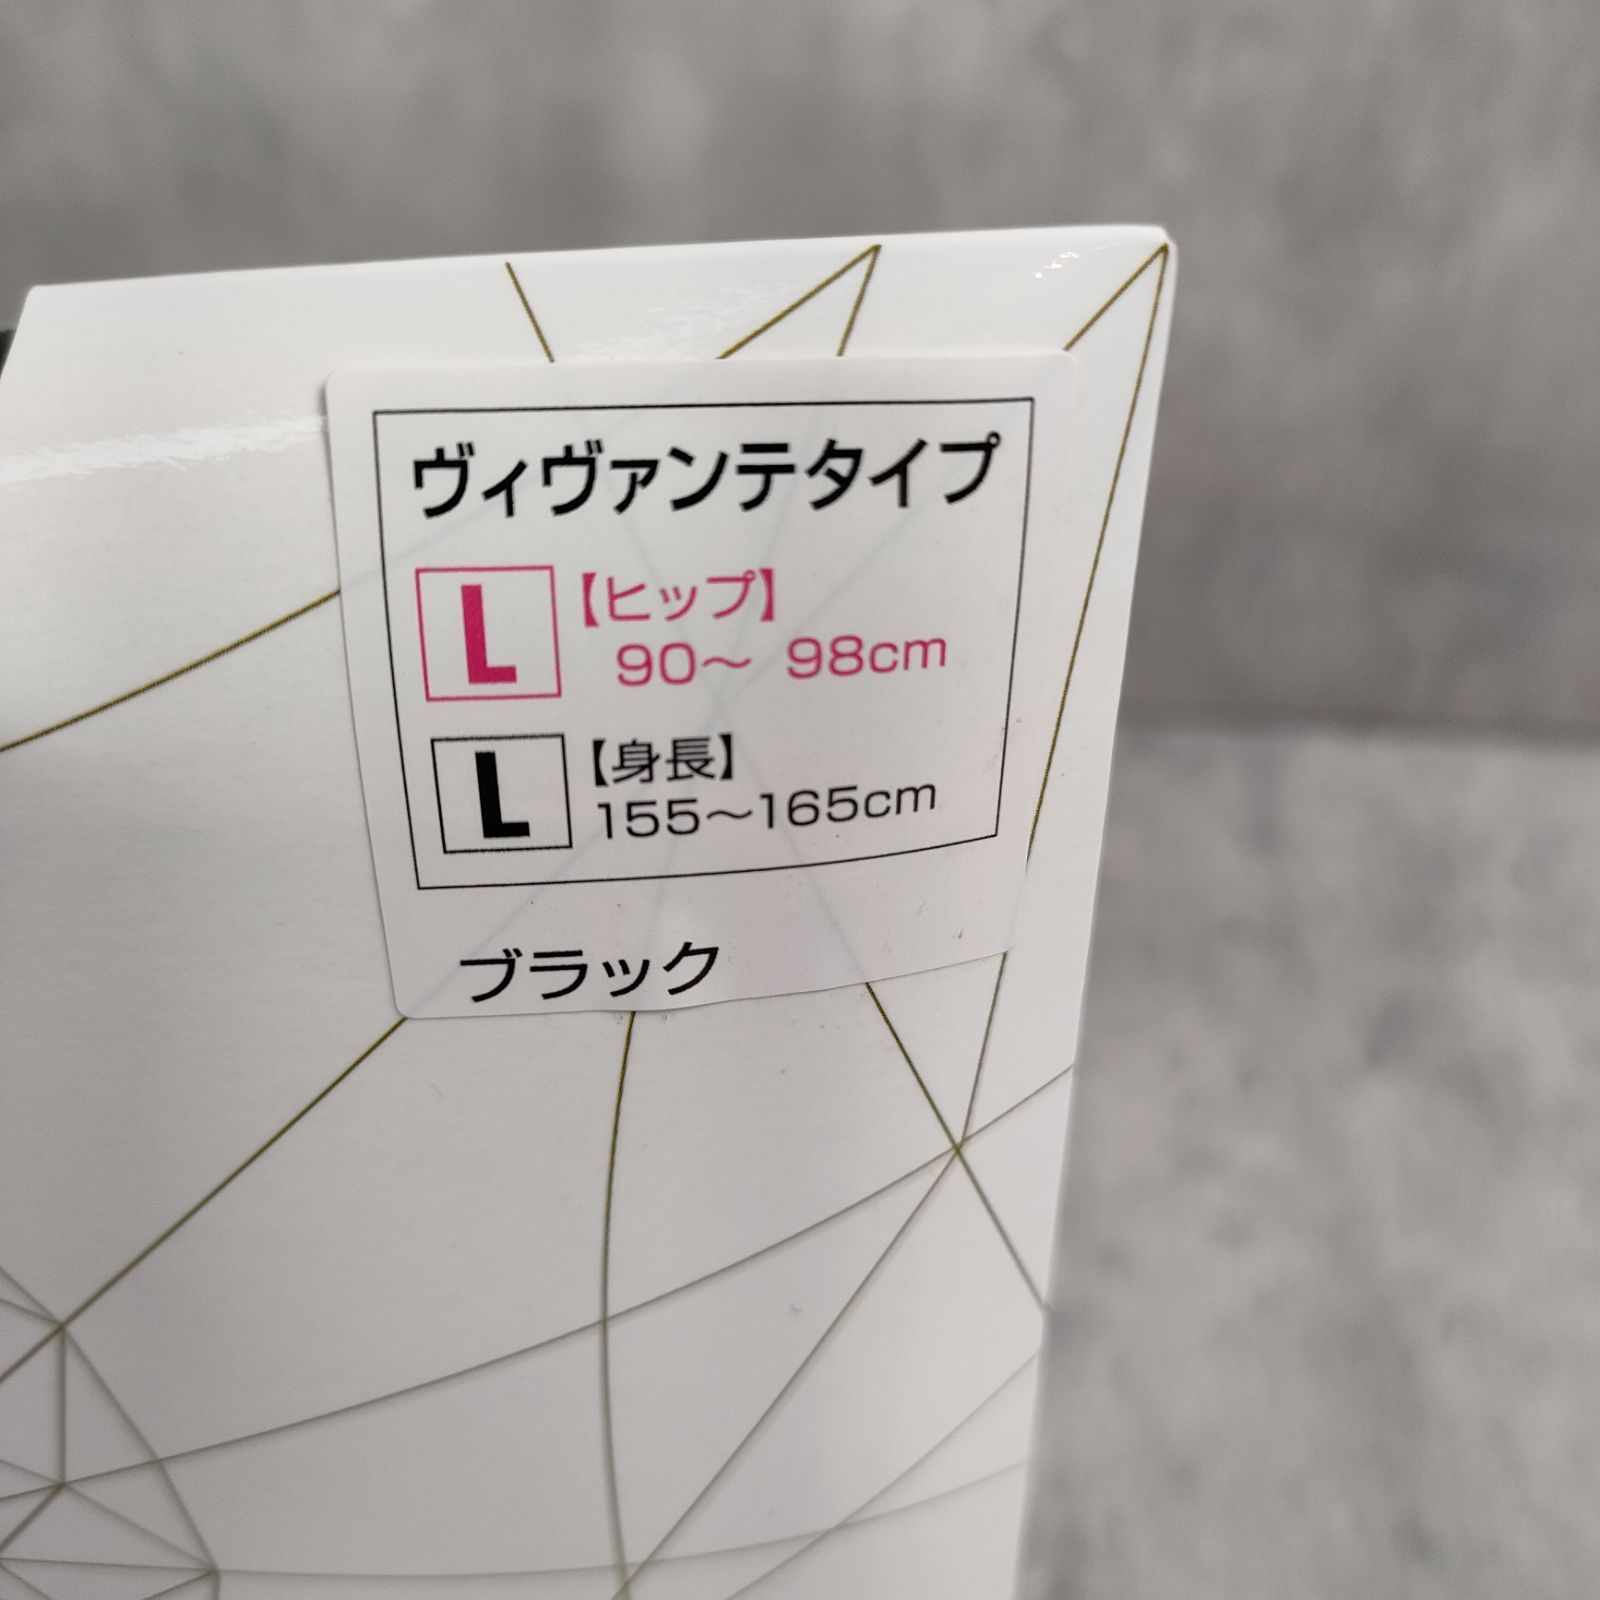 ヴィヴァンテタイプ
L 【ヒップ】
90～ 98cm
L 【身長】
155～165cm
ブラック